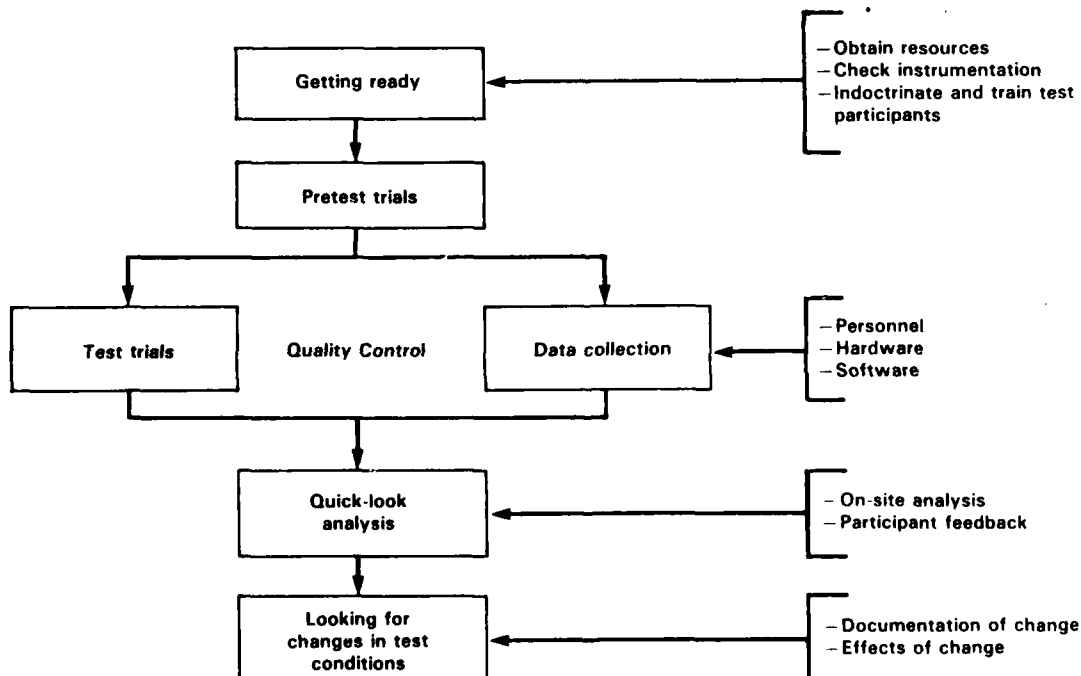 Getting ready
– Obtain resources
– Check instrumentation
– Indoctrinate and train test
participants
Pretest trials
Test trials
Quality Control
Data collection
– Personnel
– Hardware
– Software
Quick-look
analysis
– On-site analysis
– Participant feedback
Looking for
changes in test
conditions
– Documentation of change
– Effects of change